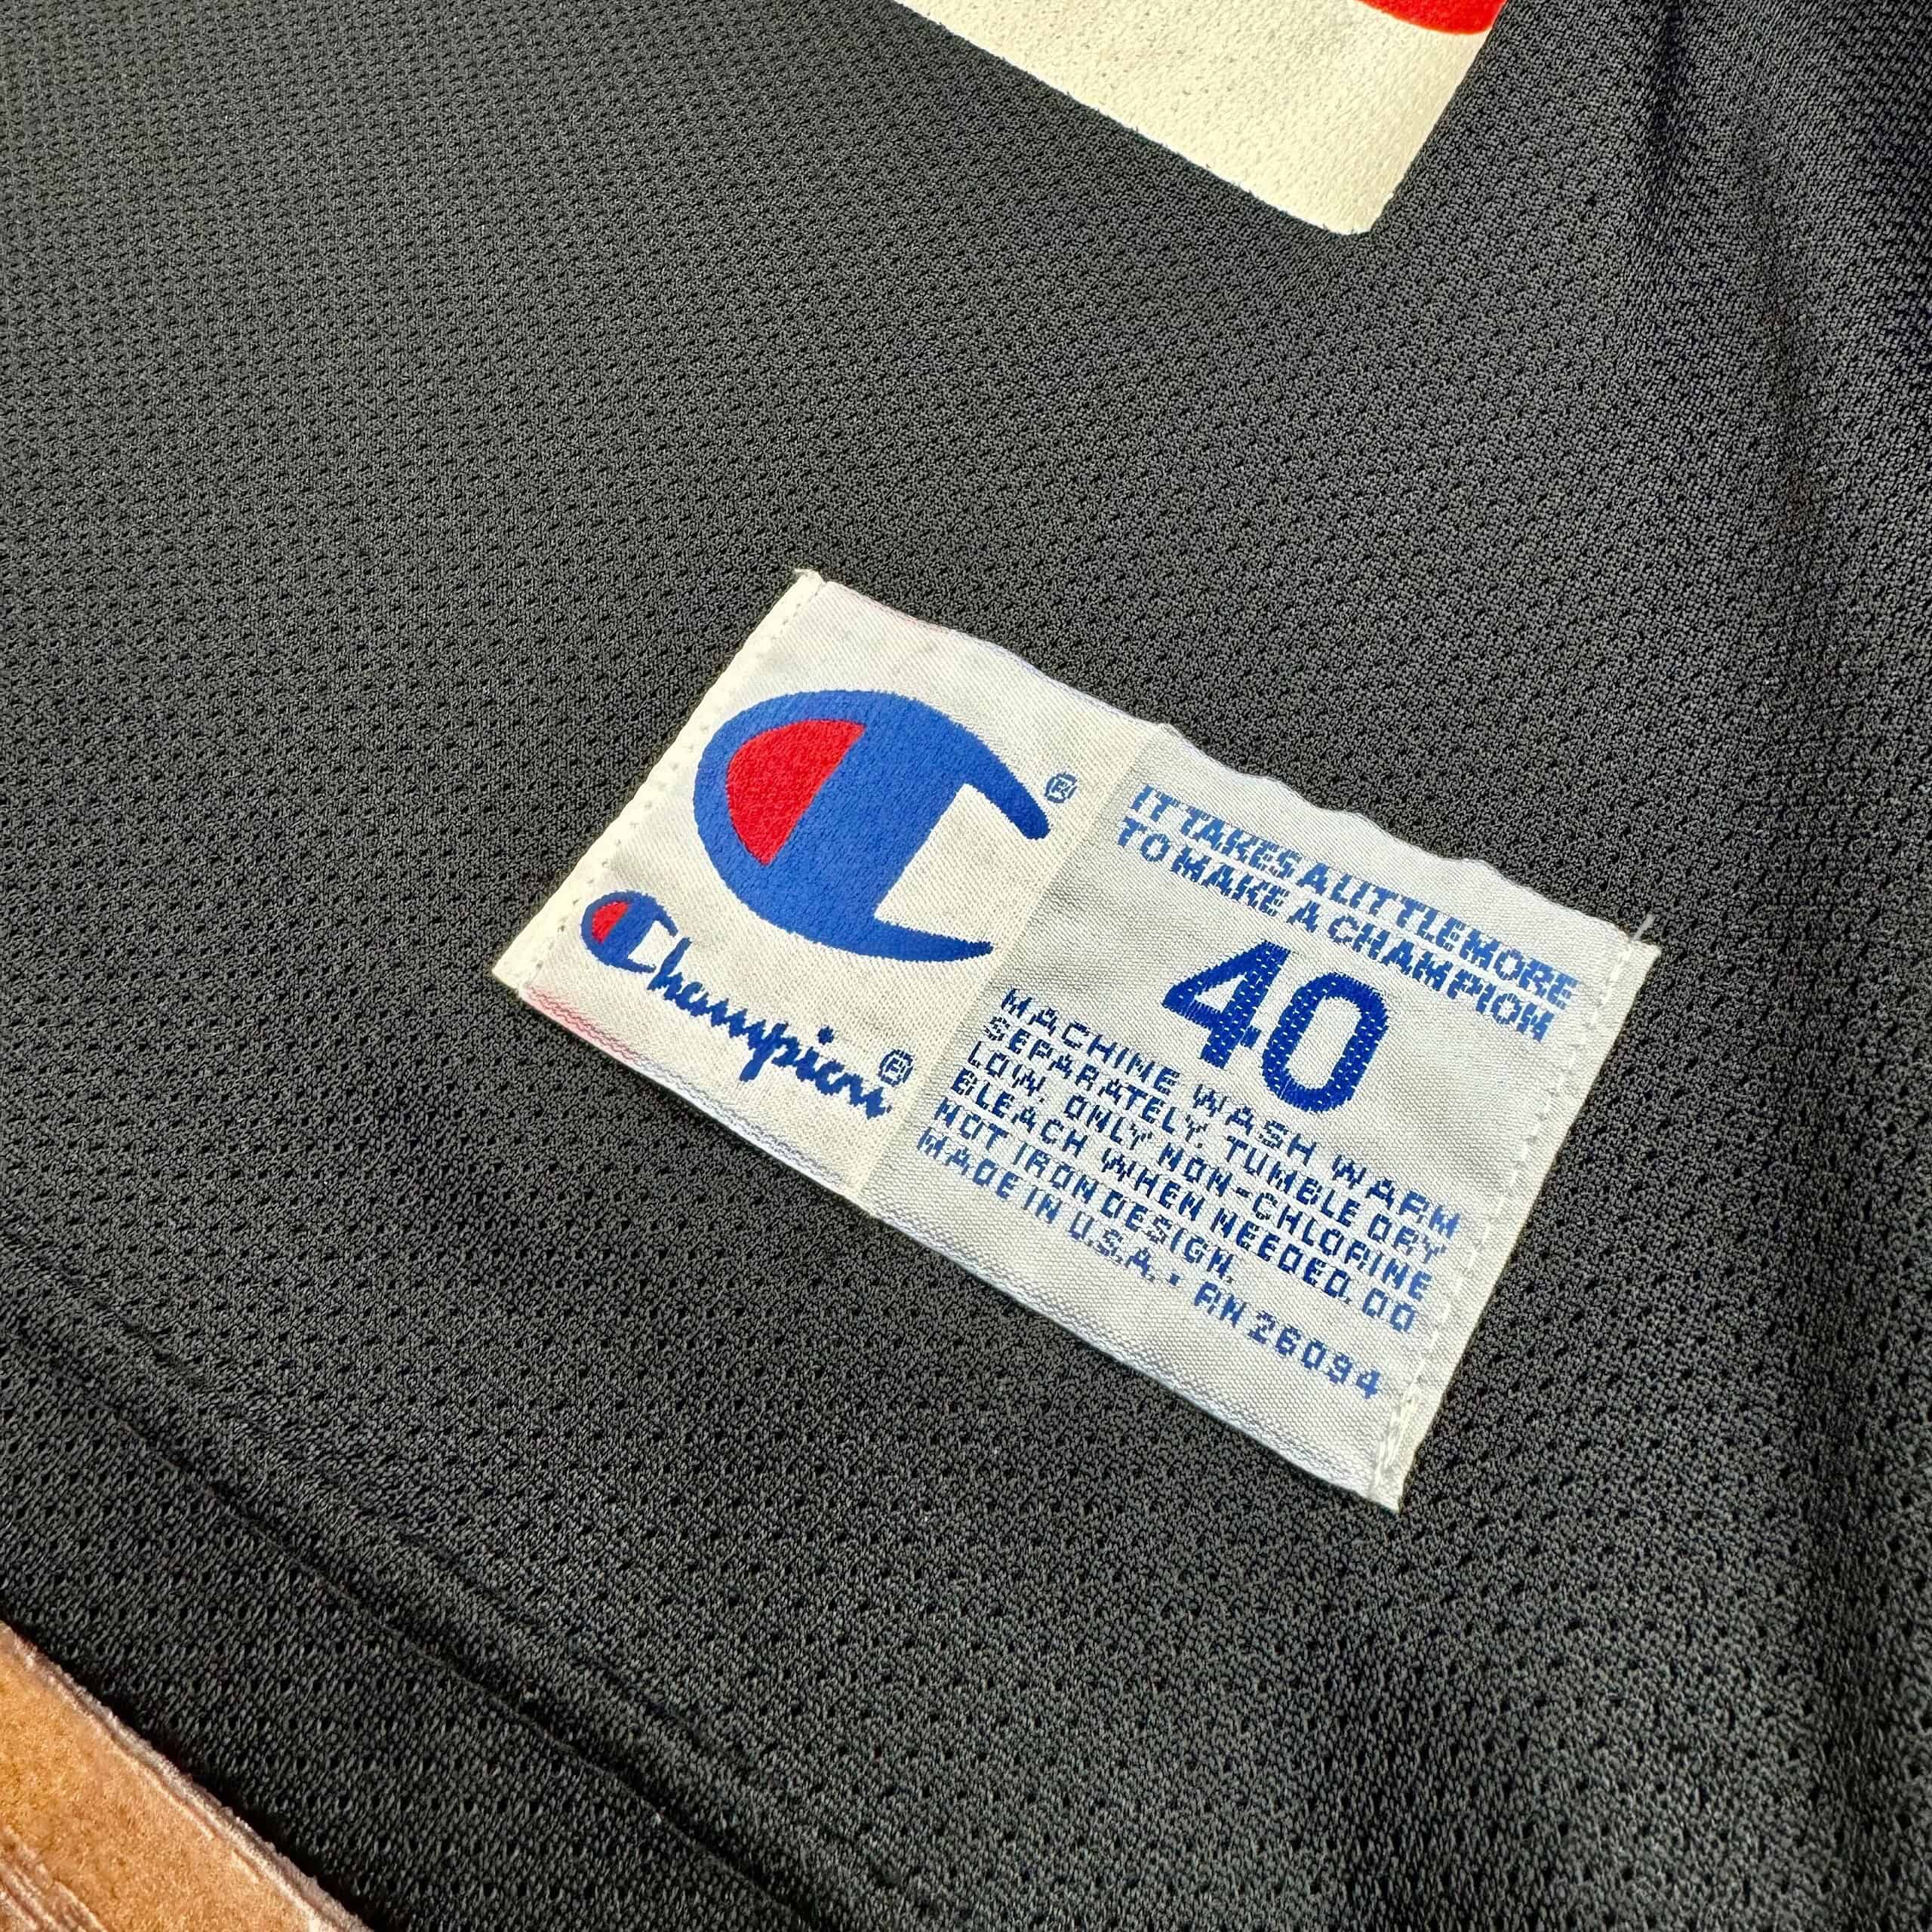 ®
Champion®
IT TAKES A LITTLE MORE
TO MAKE A CHAMPION
40
MACHINE WASH WARM
SEPARATELY. TUMBLE DRY
LOW. ONLY NON-CHLORINE
BLEACH WHEN NEEDED. DO
NOT IRON DESIGN.
MADE IN U.S.A. • RN 26094